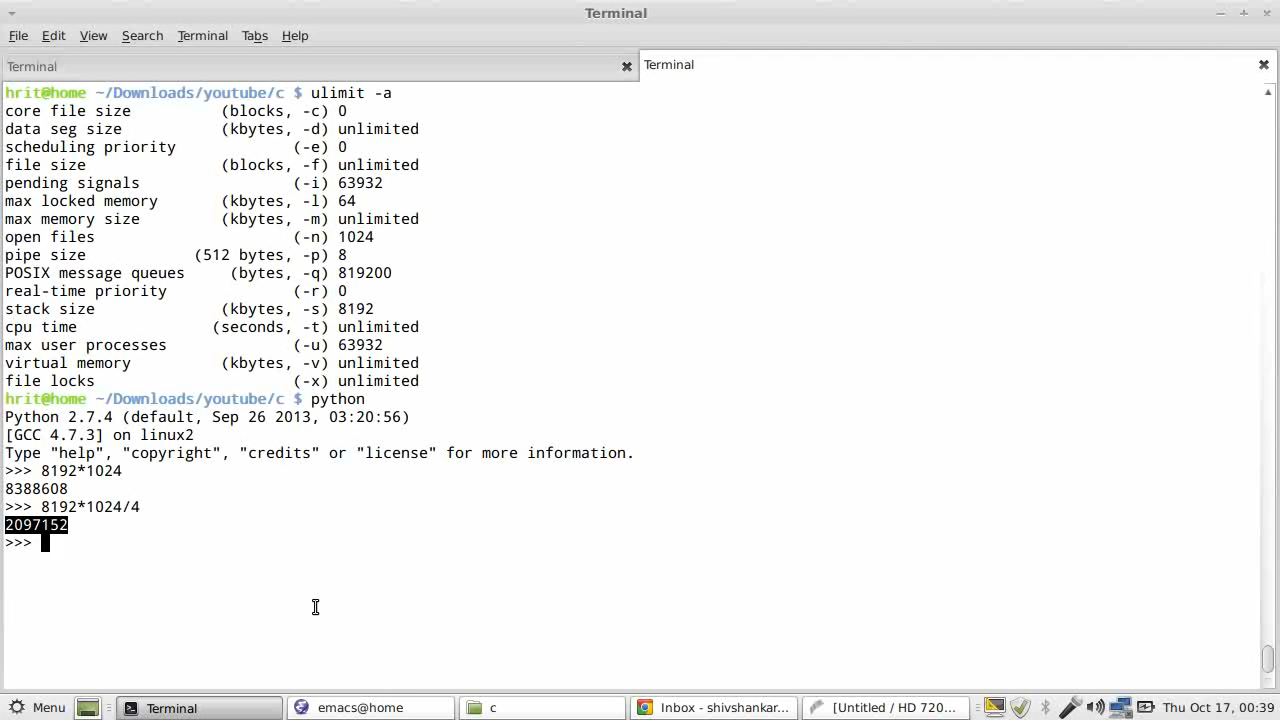 Terminal
File Edit View Search Terminal Tabs Help
Terminal
Terminal
hrit@home ~/Downloads/youtube/c $ ulimit -a
core file size (blocks, -c) 0
data seg size (kbytes, -d) unlimited
scheduling priority (-e) 0
file size (blocks, -f) unlimited
pending signals (-i) 63932
max locked memory (kbytes, -l) 64
max memory size (kbytes, -m) unlimited
open files (-n) 1024
pipe size (512 bytes, -p) 8
POSIX message queues (bytes, -q) 819200
real-time priority (-r) 0
stack size (kbytes, -s) 8192
cpu time (seconds, -t) unlimited
max user processes (-u) 63932
virtual memory (kbytes, -v) unlimited
file locks (-x) unlimited
hrit@home ~/Downloads/youtube/c $ python
Python 2.7.4 (default, Sep 26 2013, 03:20:56)
[GCC 4.7.3] on linux2
Type "help", "copyright", "credits" or "license" for more information.
>>> 8192*1024
8388608
>>> 8192*1024/4
2097152
>>>
Menu Terminal emacs@home c Inbox - shivshankar... [Untitled / HD 720... Thu Oct 17, 00:39